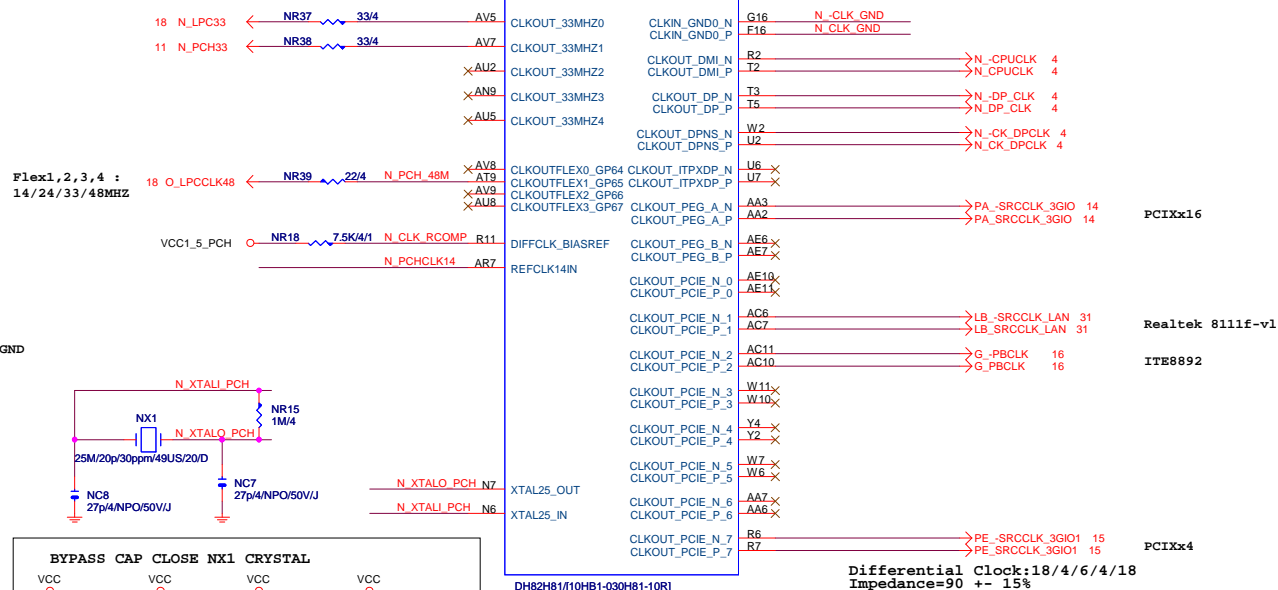 18 N_LPC33 NR37 33/4 AV5 CLKOUT_33MHZ0 CLKIN_GND0_N G16 N_-CLK_GND
CLKIN_GND0_P F16 N_CLK_GND
11 N_PCH33 NR38 33/4 AV7 CLKOUT_33MHZ1
CLKOUT_DMI_N R2 N_-CPUCLK 4
AU2 CLKOUT_33MHZ2 CLKOUT_DMI_P T2 N_CPUCLK 4
AN9 CLKOUT_33MHZ3 CLKOUT_DP_N T3 N_-DP_CLK 4
CLKOUT_DP_P T5 N_DP_CLK 4
AU5 CLKOUT_33MHZ4
CLKOUT_DPNS_N W2 N_-CK_DPCLK 4
CLKOUT_DPNS_P U2 N_CK_DPCLK 4
AV8 CLKOUTFLEX0_GP64 CLKOUT_ITPXDP_N U6
Flex1,2,3,4 :
14/24/33/48MHZ
18 O_LPCCLK48 NR39 22/4 N_PCH_48M AT9 CLKOUTFLEX1_GP65 CLKOUT_ITPXDP_P U7
AV9 CLKOUTFLEX2_GP66
AU8 CLKOUTFLEX3_GP67 CLKOUT_PEG_A_N AA3 PA_-SRCCLK_3GIO 14
CLKOUT_PEG_A_P AA2 PA_SRCCLK_3GIO 14
PCIXx16
VCC1_5_PCH NR18 7.5K/4/1 N_CLK_RCOMP R11 DIFFCLK_BIASREF CLKOUT_PEG_B_N AE6
CLKOUT_PEG_B_P AE7
N_PCHCLK14 AR7 REFCLK14IN
CLKOUT_PCIE_N_0 AE10
CLKOUT_PCIE_P_0 AE11
CLKOUT_PCIE_N_1 AC6 LB_-SRCCLK_LAN 31
CLKOUT_PCIE_P_1 AC7 LB_SRCCLK_LAN 31
Realtek 8111f-vl
GND
CLKOUT_PCIE_N_2 AC11 G_-PBCLK 16
CLKOUT_PCIE_P_2 AC10 G_PBCLK 16
ITE8892
N_XTALI_PCH
CLKOUT_PCIE_N_3 W11
CLKOUT_PCIE_P_3 W10
NR15
1M/4
NX1
N_XTALO_PCH
CLKOUT_PCIE_N_4 Y4
CLKOUT_PCIE_P_4 Y2
25M/20p/30ppm/49US/20/D
CLKOUT_PCIE_N_5 W7
CLKOUT_PCIE_P_5 W6
NC7
27p/4/NPO/50V/J
NC8
27p/4/NPO/50V/J
N_XTALO_PCH N7 XTAL25_OUT
CLKOUT_PCIE_N_6 AA7
CLKOUT_PCIE_P_6 AA6
N_XTALI_PCH N6 XTAL25_IN
CLKOUT_PCIE_N_7 R6 PE_-SRCCLK_3GIO1 15
CLKOUT_PCIE_P_7 R7 PE_SRCCLK_3GIO1 15
PCIXx4
BYPASS CAP CLOSE NX1 CRYSTAL
VCC VCC VCC VCC
DH82H81/[10HB1-030H81-10R]
Differential Clock:18/4/6/4/18
Impedance=90 +- 15%